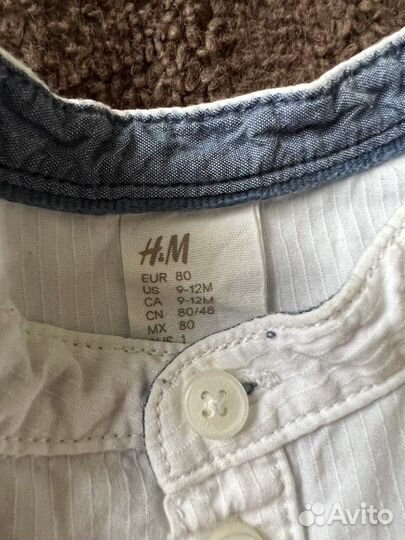 H&M
EUR 80
US 9-12M
CA 9-12M
CN 80/48
MX 80
Avito